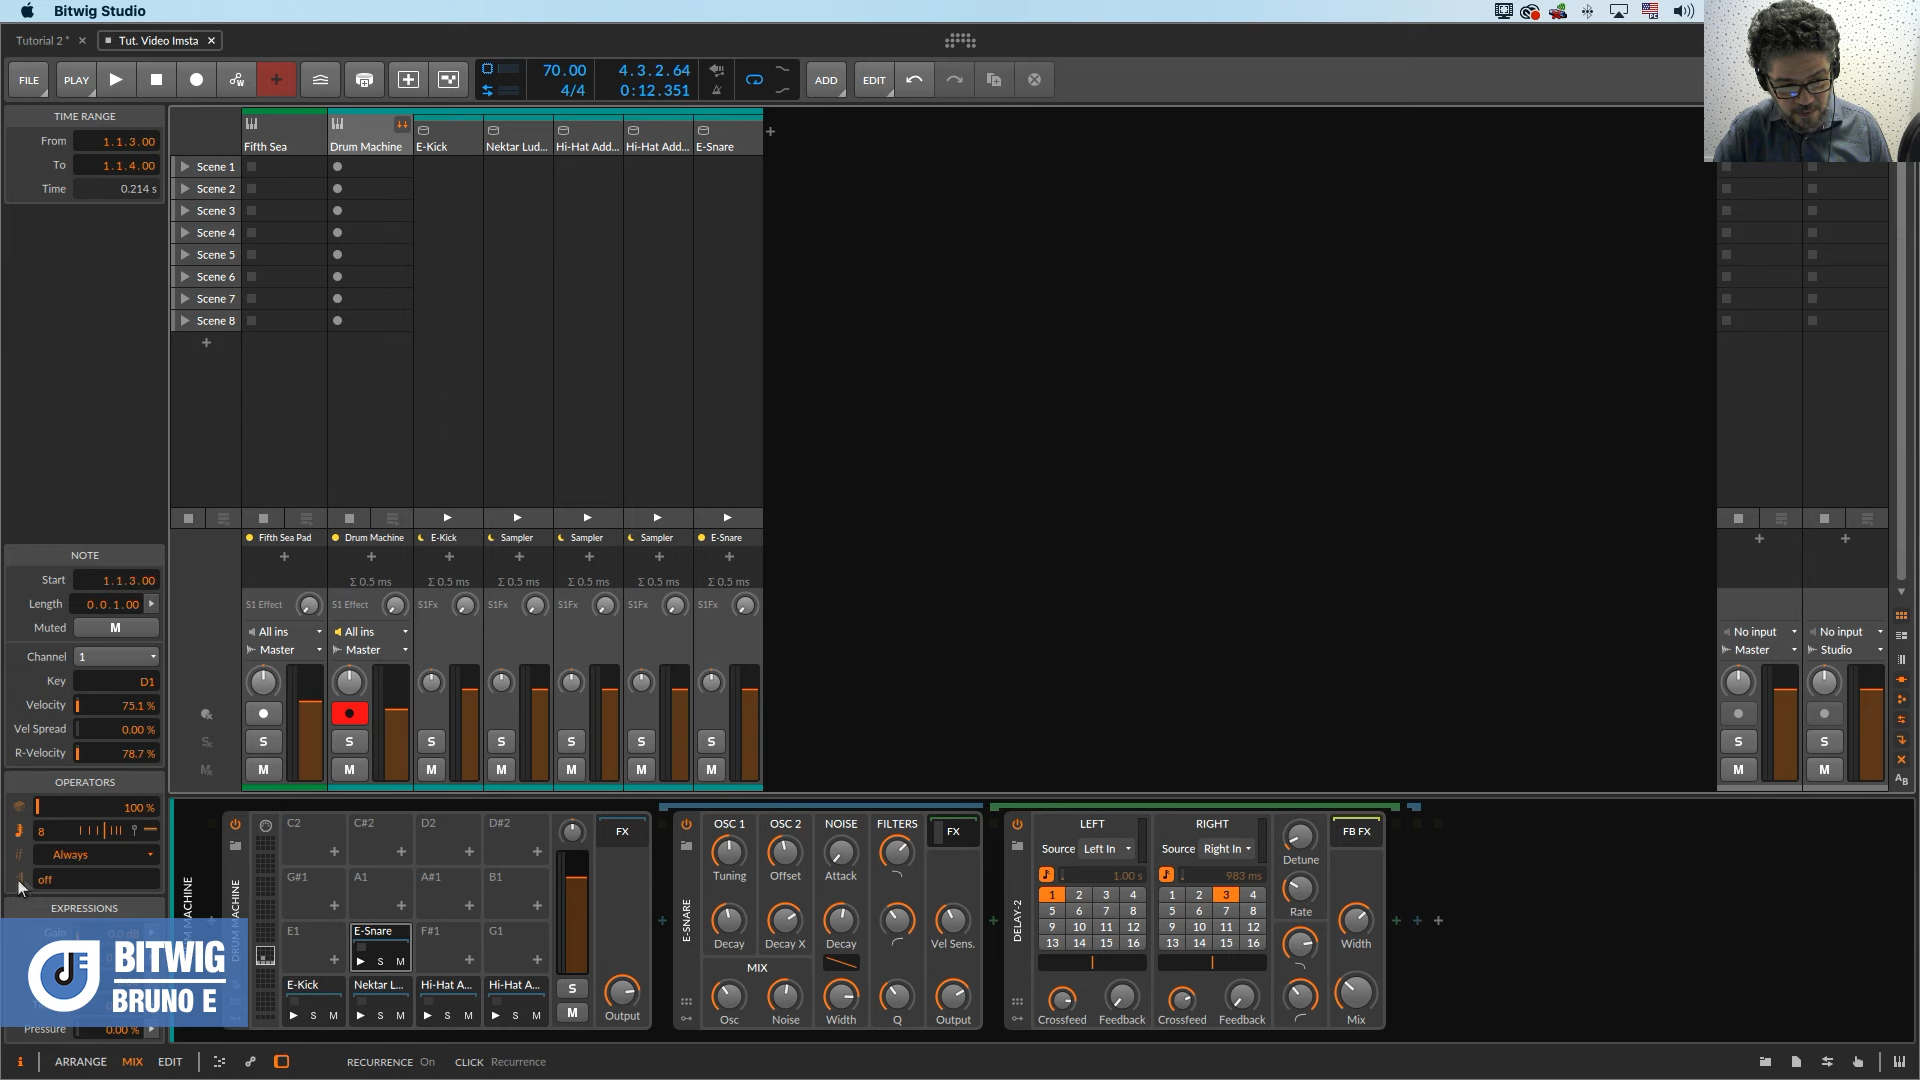 Bitwig Studio
Tutorial 2 *
Tut. Video Imsta
FILE
PLAY
70.00
4/4
4.3.2.64
0:12.351
ADD
EDIT
TIME RANGE
From 1.1.3.00
To 1.1.4.00
Time 0.214 s
Fifth Sea
Drum Machine
E-Kick
Nektar Lud...
Hi-Hat Add...
Hi-Hat Add...
E-Snare
Scene 1
Scene 2
Scene 3
Scene 4
Scene 5
Scene 6
Scene 7
Scene 8
Fifth Sea Pad
Drum Machine
E-Kick
Sampler
Sampler
Sampler
E-Snare
Σ 0.5 ms
Σ 0.5 ms
Σ 0.5 ms
Σ 0.5 ms
Σ 0.5 ms
Σ 0.5 ms
S1 Effect
S1 Effect
S1Fx
S1Fx
S1Fx
S1Fx
S1Fx
All ins
All ins
No input
No input
Master
Master
Master
Studio
S S S S S S S S S
M M M M M M M M M
NOTE
Start 1.1.3.00
Length 0.0.1.00
Muted M
Channel 1
Key D1
Velocity 75.1 %
Vel Spread 0.00 %
R-Velocity 78.7 %
OPERATORS
100 %
8
if Always
off
EXPRESSIONS
Pressure 0.00 %
BITWIG
BRUNO E
DRUM MACHINE
C2 C#2 D2 D#2
G#1 A1 A#1 B1
E1 E-Snare F#1 G1
S M
E-Kick Nektar L... Hi-Hat A... Hi-Hat A...
S M S M S M S M
S
M
FX
Output
E-SNARE
OSC 1 OSC 2 NOISE FILTERS FX
Tuning Offset Attack
Decay Decay X Decay Vel Sens.
MIX
Osc Noise Width Q Output
DELAY-2
LEFT
Source Left In
1.00 s
1 2 3 4
5 6 7 8
9 10 11 12
13 14 15 16
Crossfeed Feedback
RIGHT
Source Right In
983 ms
1 2 3 4
5 6 7 8
9 10 11 12
13 14 15 16
Crossfeed Feedback
Detune
Rate
FB FX
Width
Mix
i ARRANGE MIX EDIT
RECURRENCE On CLICK Recurrence